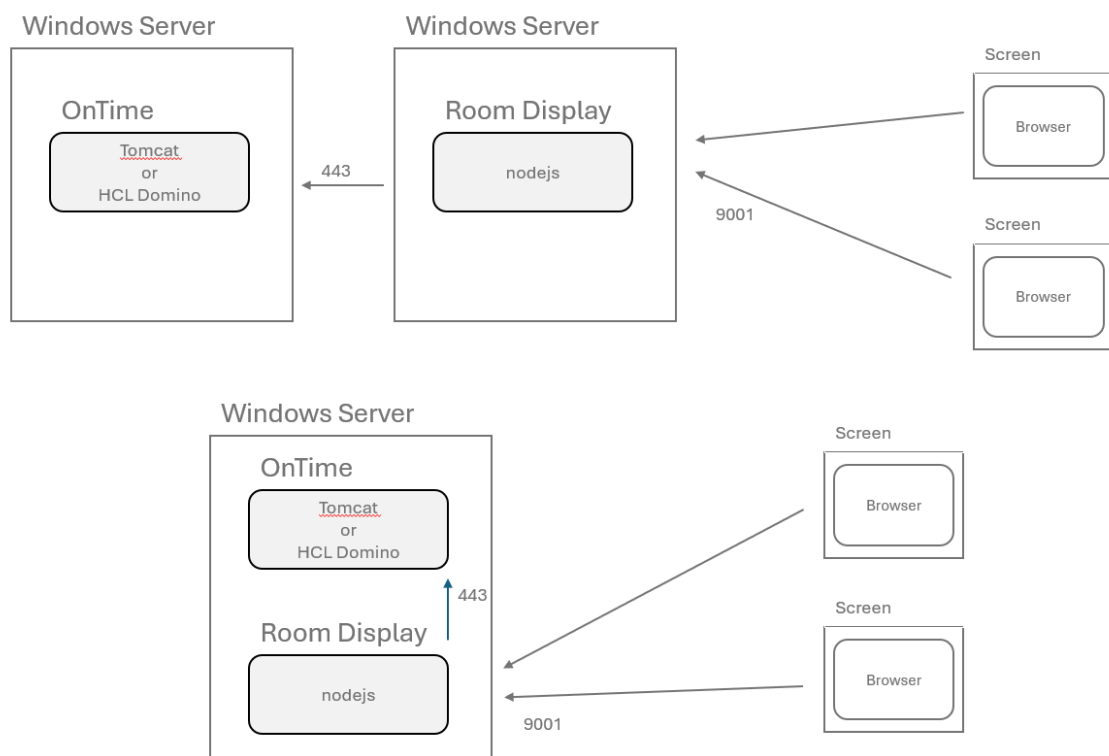 Windows Server
OnTime
Tomcat
or
HCL Domino
443
Windows Server
Room Display
nodejs
9001
Screen
Browser
Screen
Browser
Windows Server
OnTime
Tomcat
or
HCL Domino
443
Room Display
nodejs
9001
Screen
Browser
Screen
Browser